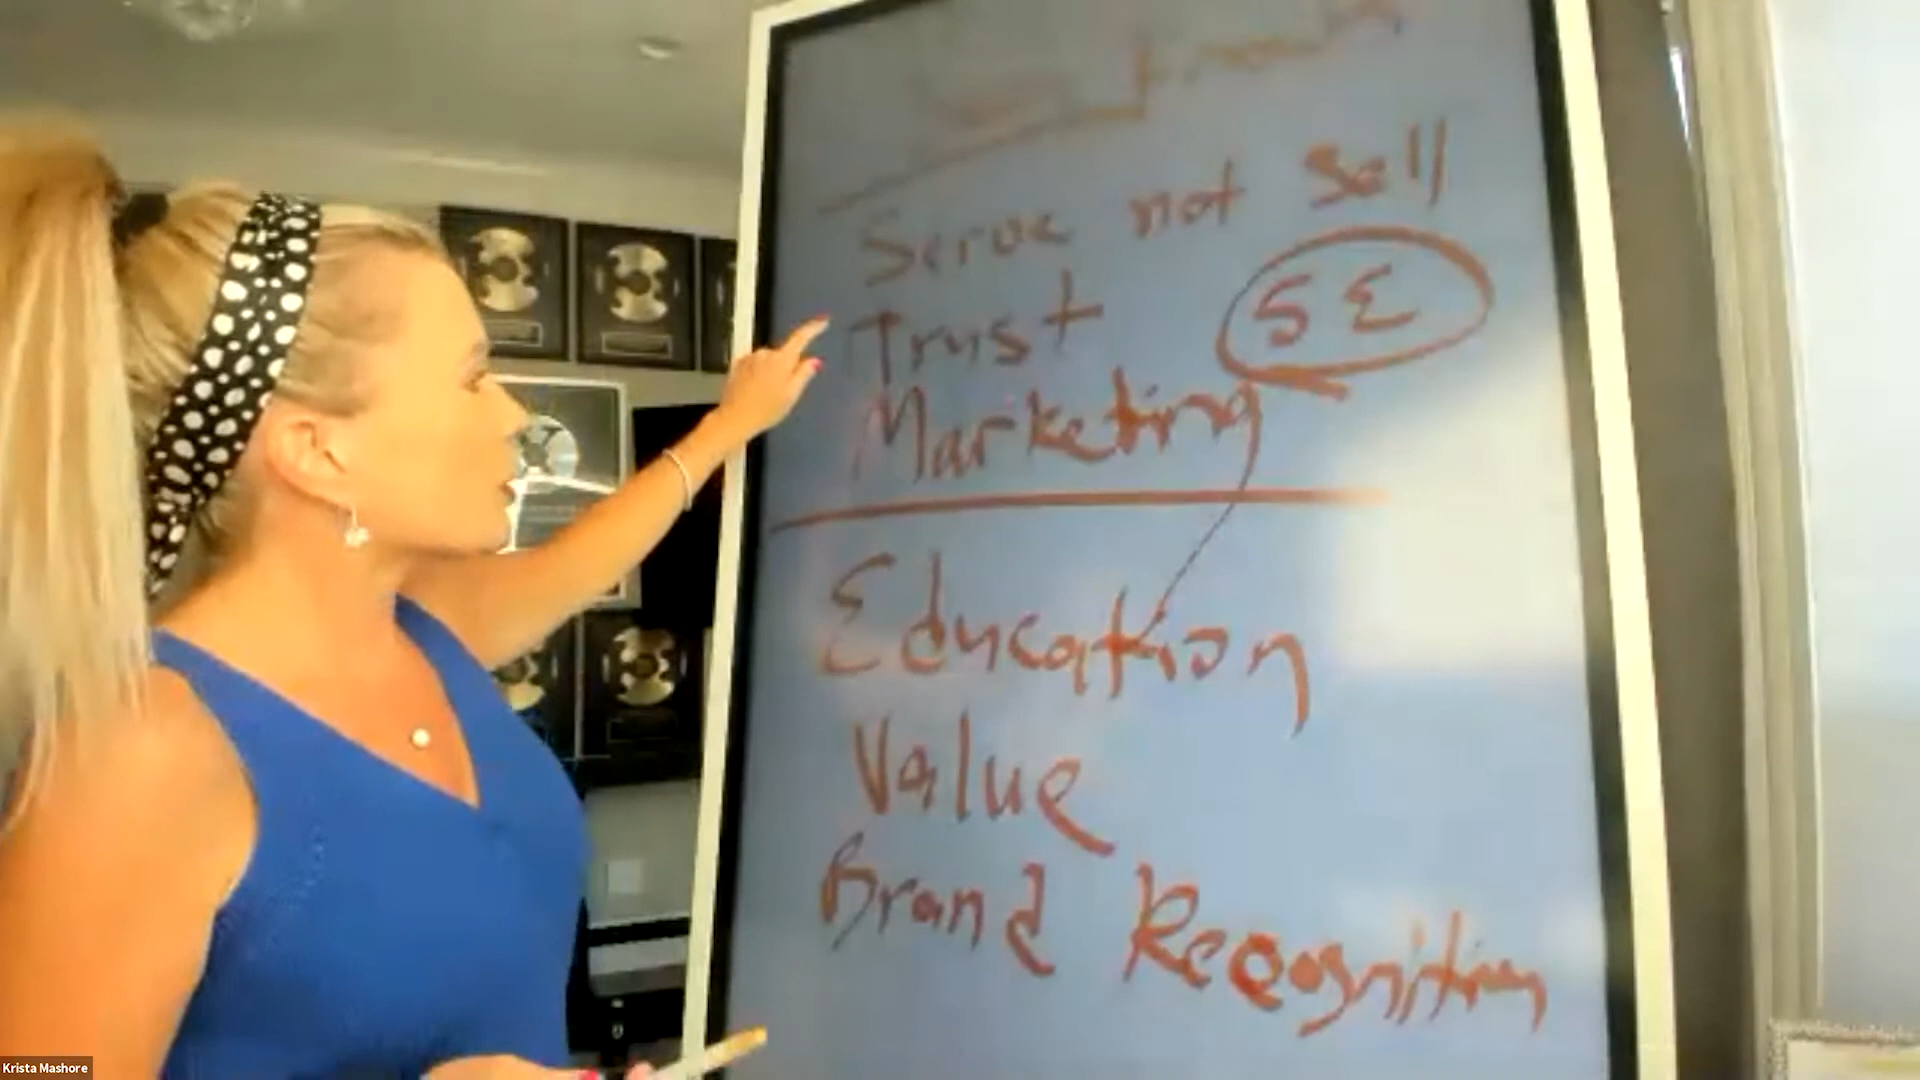 Serve not Sell
Trust
SE
Marketing
Education
Value
Brand Recognition
Krista Mashore